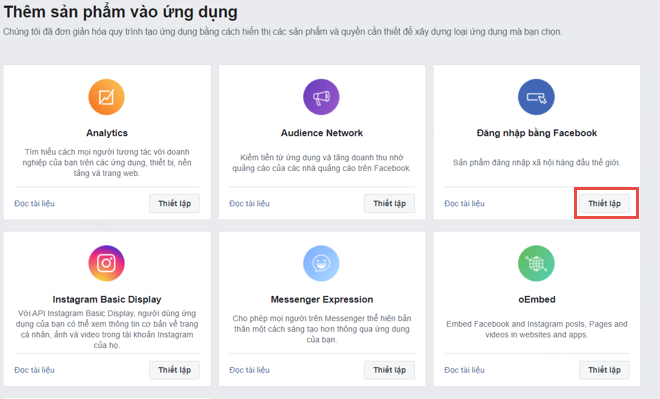 Thêm sản phẩm vào ứng dụng
Chúng tôi đã đơn giản hóa quy trình tạo ứng dụng bằng cách hiển thị các sản phẩm và quyền cần thiết để xây dựng loại ứng dụng mà bạn chọn.
Analytics
Tìm hiểu cách mọi người tương tác với doanh
nghiệp của bạn trên các ứng dụng, thiết bị, nền
tảng và trang web.
Đọc tài liệu
Thiết lập
Audience Network
Kiếm tiền từ ứng dụng và tăng doanh thu nhờ
quảng cáo của các nhà quảng cáo trên Facebook.
Đọc tài liệu
Thiết lập
Đăng nhập bằng Facebook
Sản phẩm đăng nhập xã hội hàng đầu thế giới.
Đọc tài liệu
Thiết lập
Instagram Basic Display
Với API Instagram Basic Display, người dùng ứng
dụng của bạn có thể xem thông tin cơ bản về trang
cá nhân, ảnh và video trong tài khoản Instagram
của họ.
Đọc tài liệu
Thiết lập
Messenger Expression
Cho phép mọi người trên Messenger thể hiện bản
thân một cách sáng tạo hơn thông qua ứng dụng
của bạn.
Đọc tài liệu
Thiết lập
oEmbed
Embed Facebook and Instagram posts, Pages and
videos in websites and apps.
Đọc tài liệu
Thiết lập